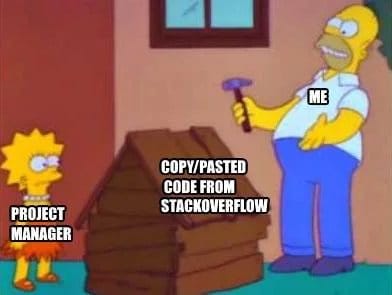 ME
COPY/PASTED
CODE FROM
STACKOVERFLOW
PROJECT
MANAGER